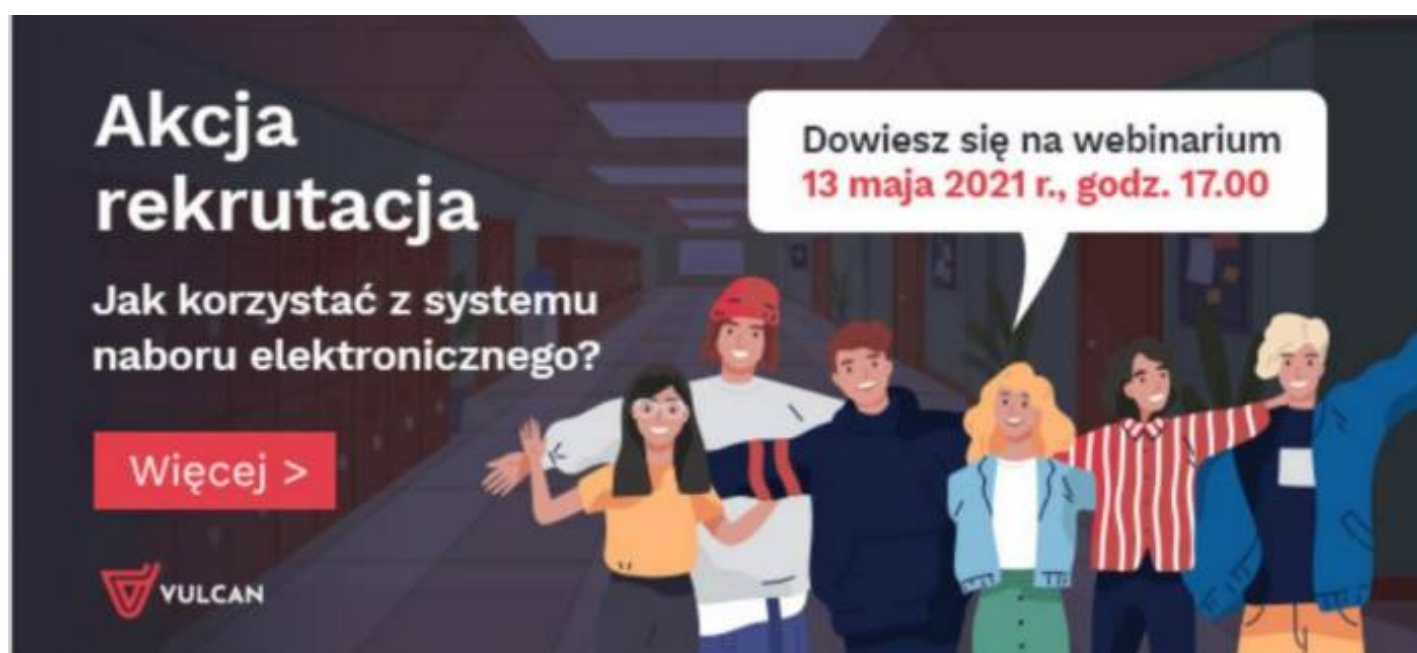 Akcja
rekrutacja
Jak korzystać z systemu
naboru elektronicznego?
Więcej >
VULCAN
Dowiesz się na webinarium
13 maja 2021 r., godz. 17.00